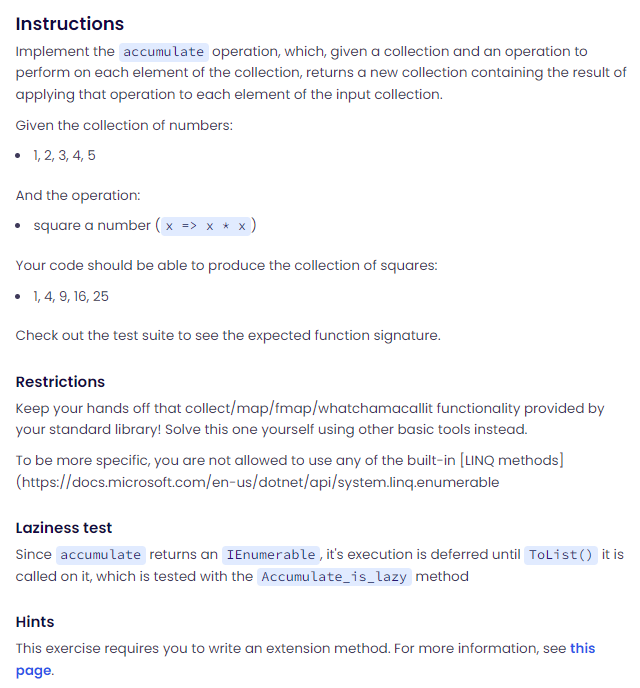 Instructions
Implement the accumulate operation, which, given a collection and an operation to
perform on each element of the collection, returns a new collection containing the result of
applying that operation to each element of the input collection.
Given the collection of numbers:
• 1, 2, 3, 4, 5
And the operation:
• square a number ( x => x * x )
Your code should be able to produce the collection of squares:
• 1, 4, 9, 16, 25
Check out the test suite to see the expected function signature.
Restrictions
Keep your hands off that collect/map/fmap/whatchamacallit functionality provided by
your standard library! Solve this one yourself using other basic tools instead.
To be more specific, you are not allowed to use any of the built-in [LINQ methods]
(https://docs.microsoft.com/en-us/dotnet/api/system.linq.enumerable
Laziness test
Since accumulate returns an IEnumerable, it's execution is deferred until ToList() it is
called on it, which is tested with the Accumulate_is_lazy method
Hints
This exercise requires you to write an extension method. For more information, see this
page.